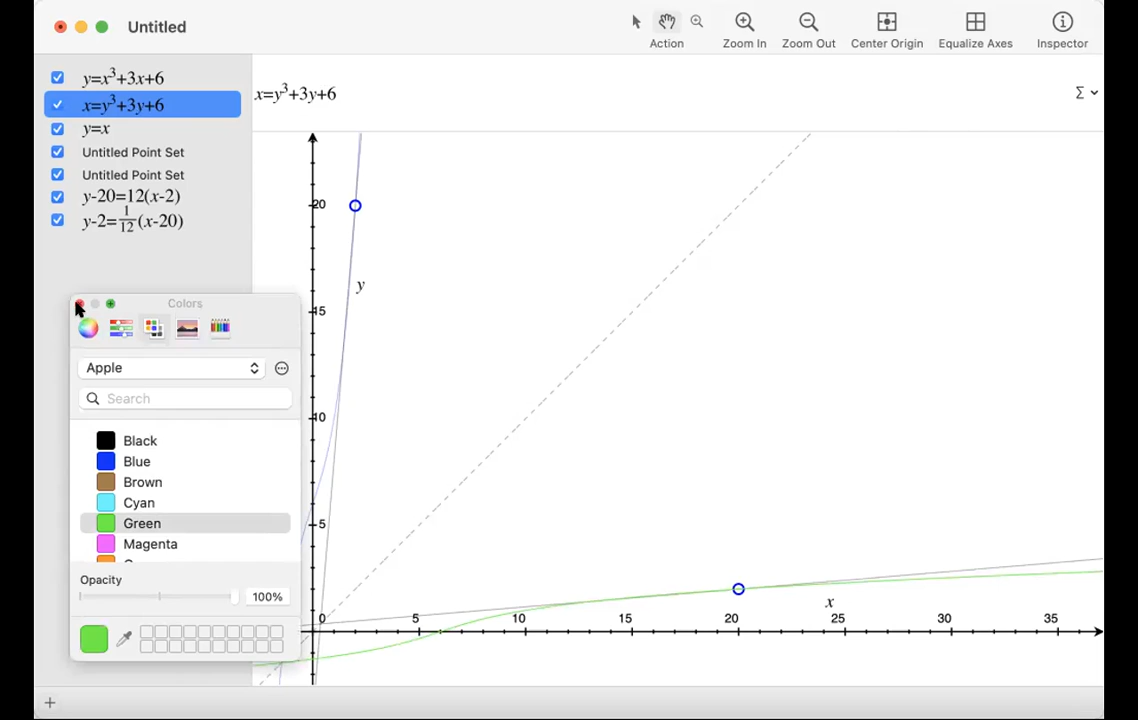 Untitled
Action
Zoom In
Zoom Out
Center Origin
Equalize Axes
Inspector
y=x³+3x+6
x=y³+3y+6
y=x
Untitled Point Set
Untitled Point Set
y-20=12(x-2)
y-2=1/12(x-20)
x=y³+3y+6
Σ
20
y
15
10
5
0
5
10
15
20
25
30
35
x
Colors
Apple
Search
Black
Blue
Brown
Cyan
Green
Magenta
Opacity
100%